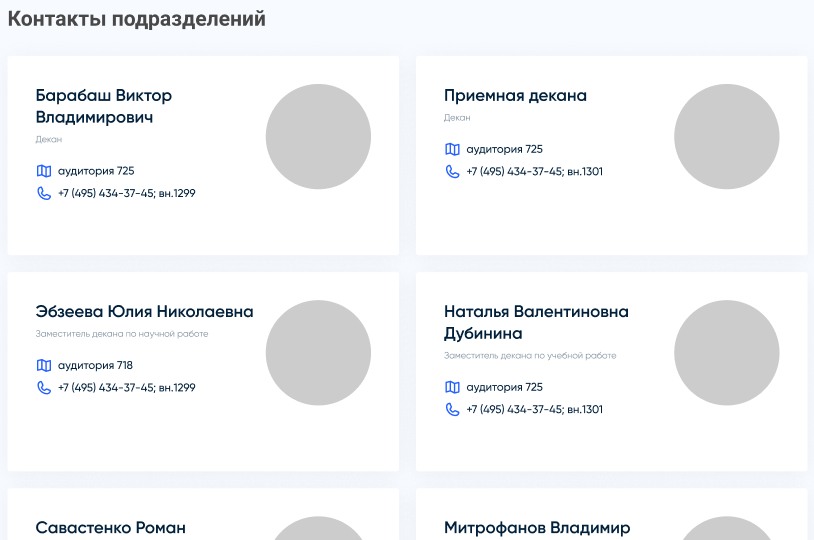 Контакты подразделений
Барабаш Виктор
Владимирович
Декан
аудитория 725
+7 (495) 434-37-45; вн.1299
Приемная декана
Декан
аудитория 725
+7 (495) 434-37-45; вн.1301
Эбзеева Юлия Николаевна
Заместитель декана по научной работе
аудитория 718
+7 (495) 434-37-45; вн.1299
Наталья Валентиновна
Дубинина
Заместитель декана по учебной работе
аудитория 725
+7 (495) 434-37-45; вн.1301
Савастенко Роман
Митрофанов Владимир